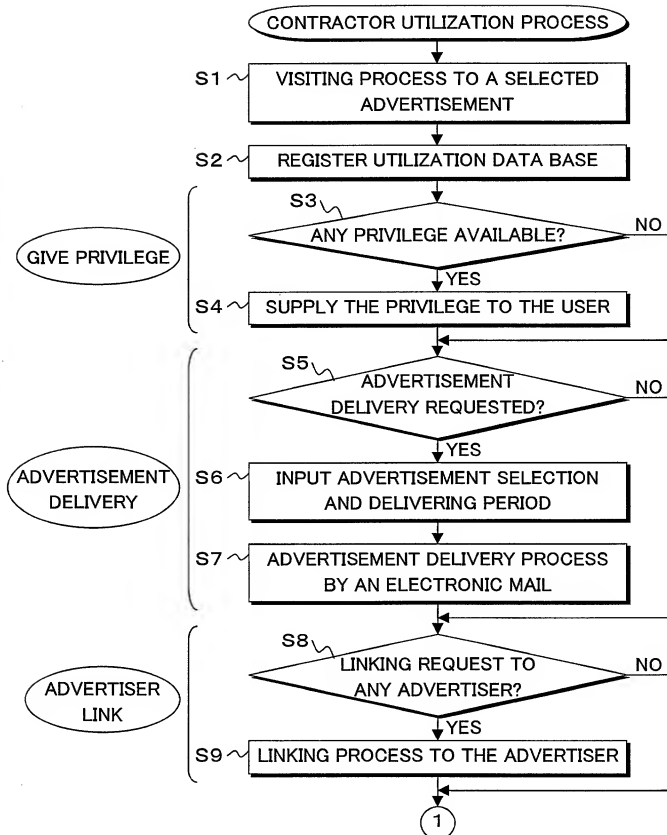 CONTRACTOR UTILIZATION PROCESS
S1
VISITING PROCESS TO A SELECTED
ADVERTISEMENT
S2
REGISTER UTILIZATION DATA BASE
S3
ANY PRIVILEGE AVAILABLE?
NO
GIVE PRIVILEGE
YES
S4
SUPPLY THE PRIVILEGE TO THE USER
S5
ADVERTISEMENT
DELIVERY REQUESTED?
NO
YES
ADVERTISEMENT
DELIVERY
S6
INPUT ADVERTISEMENT SELECTION
AND DELIVERING PERIOD
S7
ADVERTISEMENT DELIVERY PROCESS
BY AN ELECTRONIC MAIL
S8
LINKING REQUEST TO
ANY ADVERTISER?
NO
ADVERTISER
LINK
YES
S9
LINKING PROCESS TO THE ADVERTISER
1